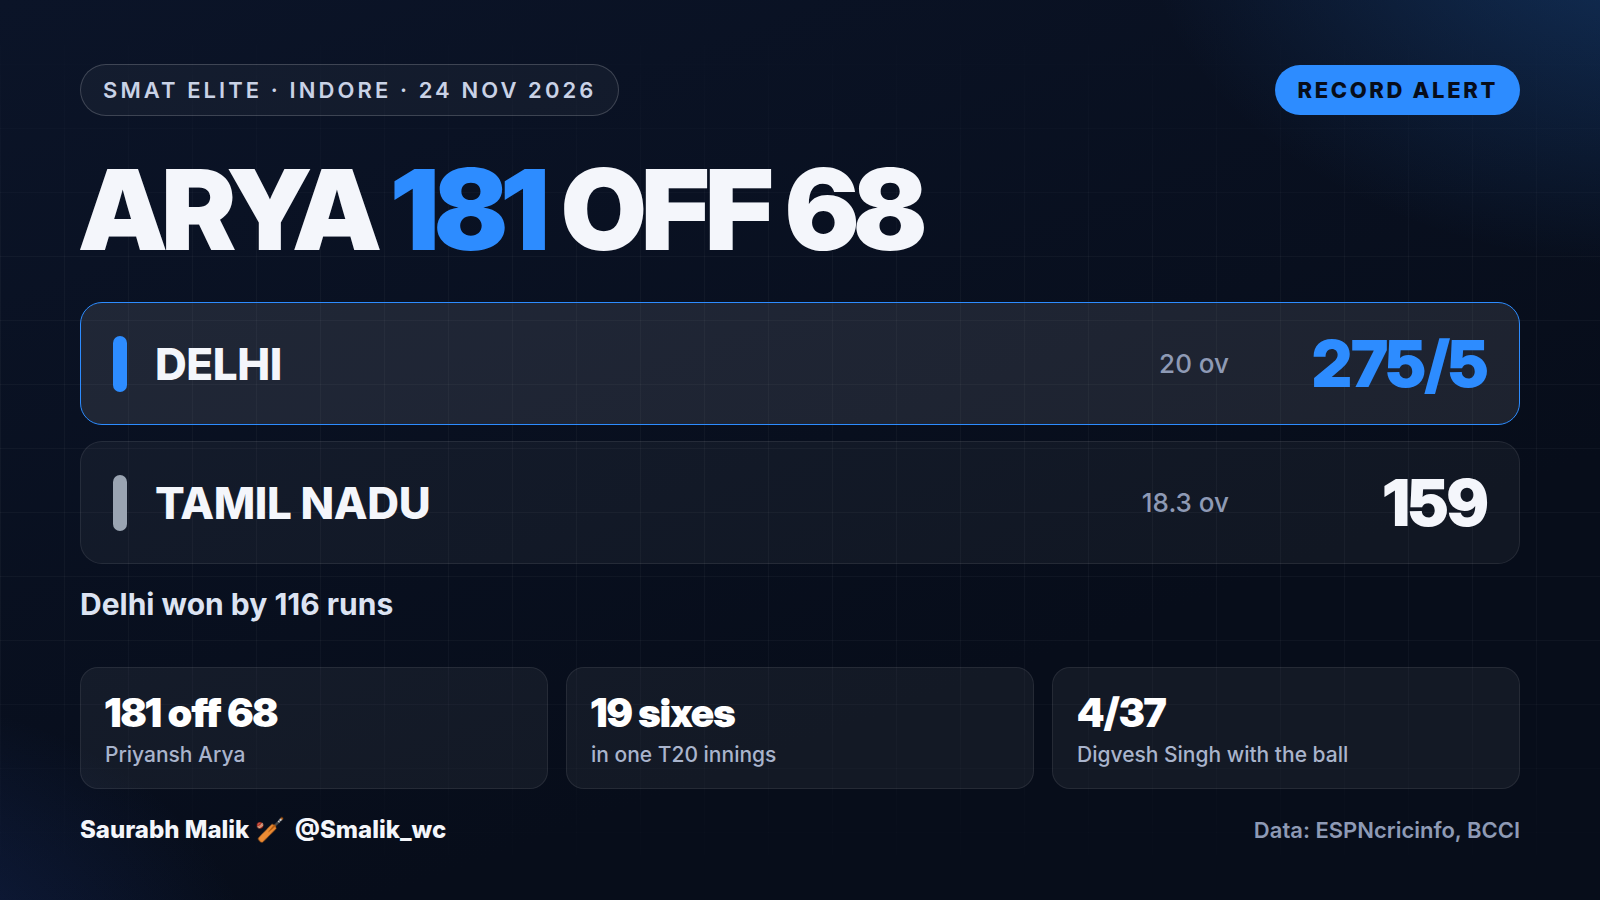 SMAT ELITE · INDORE · 24 NOV 2026
RECORD ALERT
ARYA 181 OFF 68
DELHI 20 ov 275/5
TAMIL NADU 18.3 ov 159
Delhi won by 116 runs
181 off 68
Priyansh Arya
19 sixes
in one T20 innings
4/37
Digvesh Singh with the ball
Saurabh Malik 🏏 @Smalik_wc
Data: ESPNcricinfo, BCCI